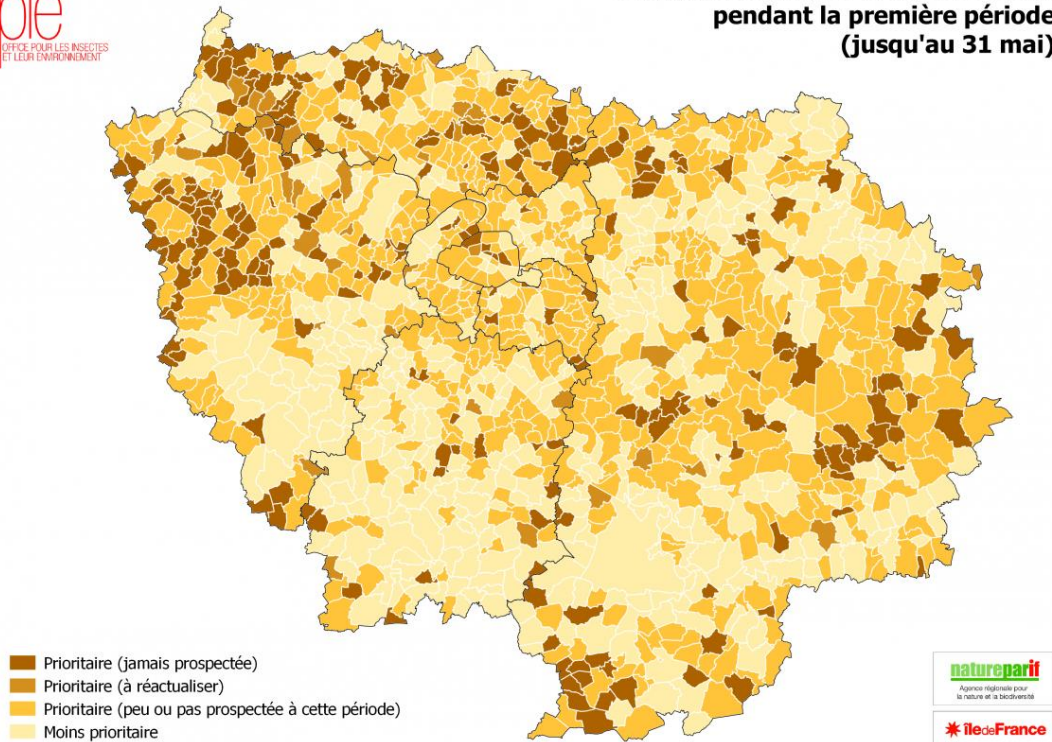 pie
OFFICE POUR LES INSECTES
ET LEUR ENVIRONNEMENT
pendant la première période
(jusqu'au 31 mai)
Prioritaire (jamais prospectée)
Prioritaire (à réactualiser)
Prioritaire (peu ou pas prospectée à cette période)
Moins prioritaire
natureparif
Agence régionale pour
la nature et la biodiversité
îledeFrance